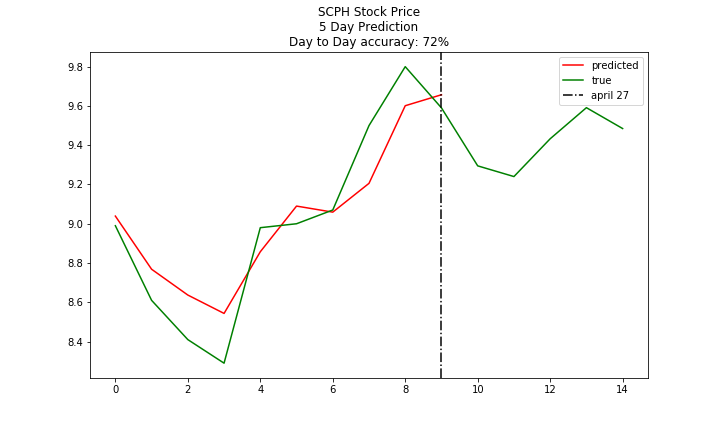 SCPH Stock Price
5 Day Prediction
Day to Day accuracy: 72%
predicted
true
april 27
9.8
9.6
9.4
9.2
9.0
8.8
8.6
8.4
0 2 4 6 8 10 12 14